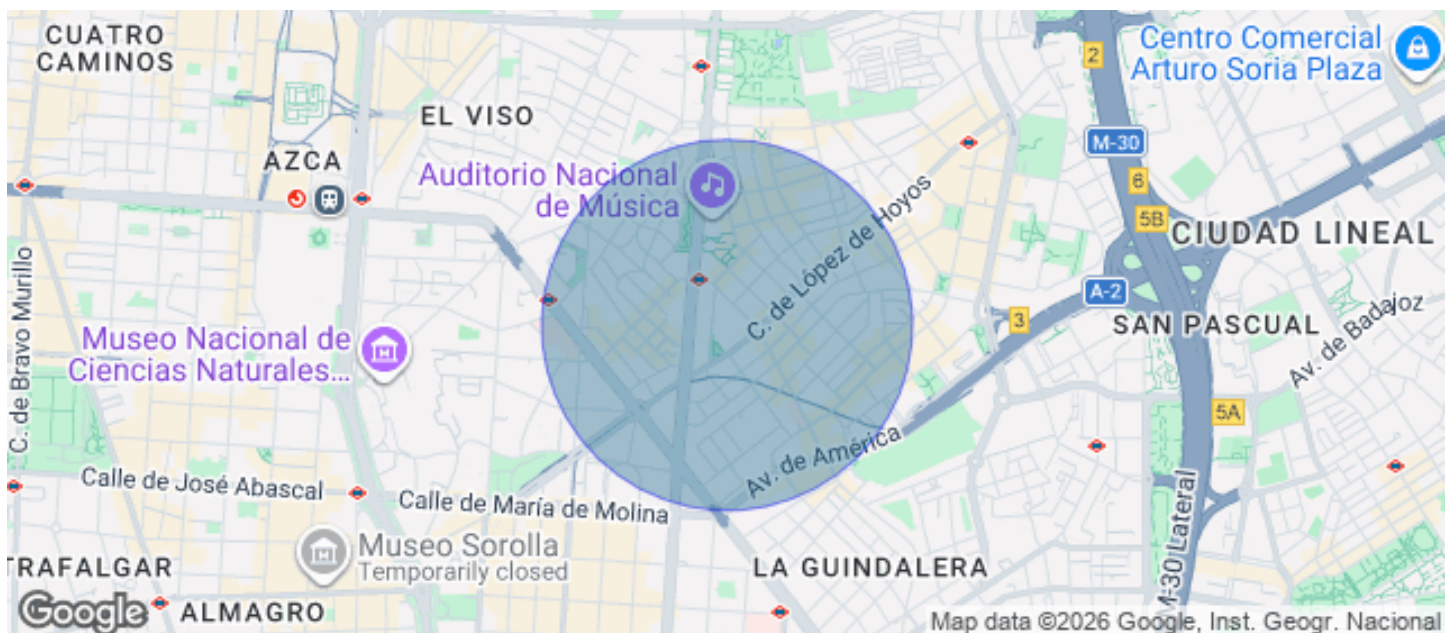 CUATRO
CAMINOS
2
Centro Comercial
Arturo Soria Plaza
EL VISO
AZCA
M-30
Auditorio Nacional
de Música
6
5B
CIUDAD LINEAL
C. de López de Hoyos
C. de Bravo Murillo
A-2
3
SAN PASCUAL
Av. de Badajoz
Museo Nacional de
Ciencias Naturales...
5A
Av. de América
Calle de José Abascal
Calle de María de Molina
M-30 Lateral
Museo Sorolla
Temporarily closed
TRAFALGAR
LA GUINDALERA
ALMAGRO
Google
Map data ©2026 Google, Inst. Geogr. Nacional